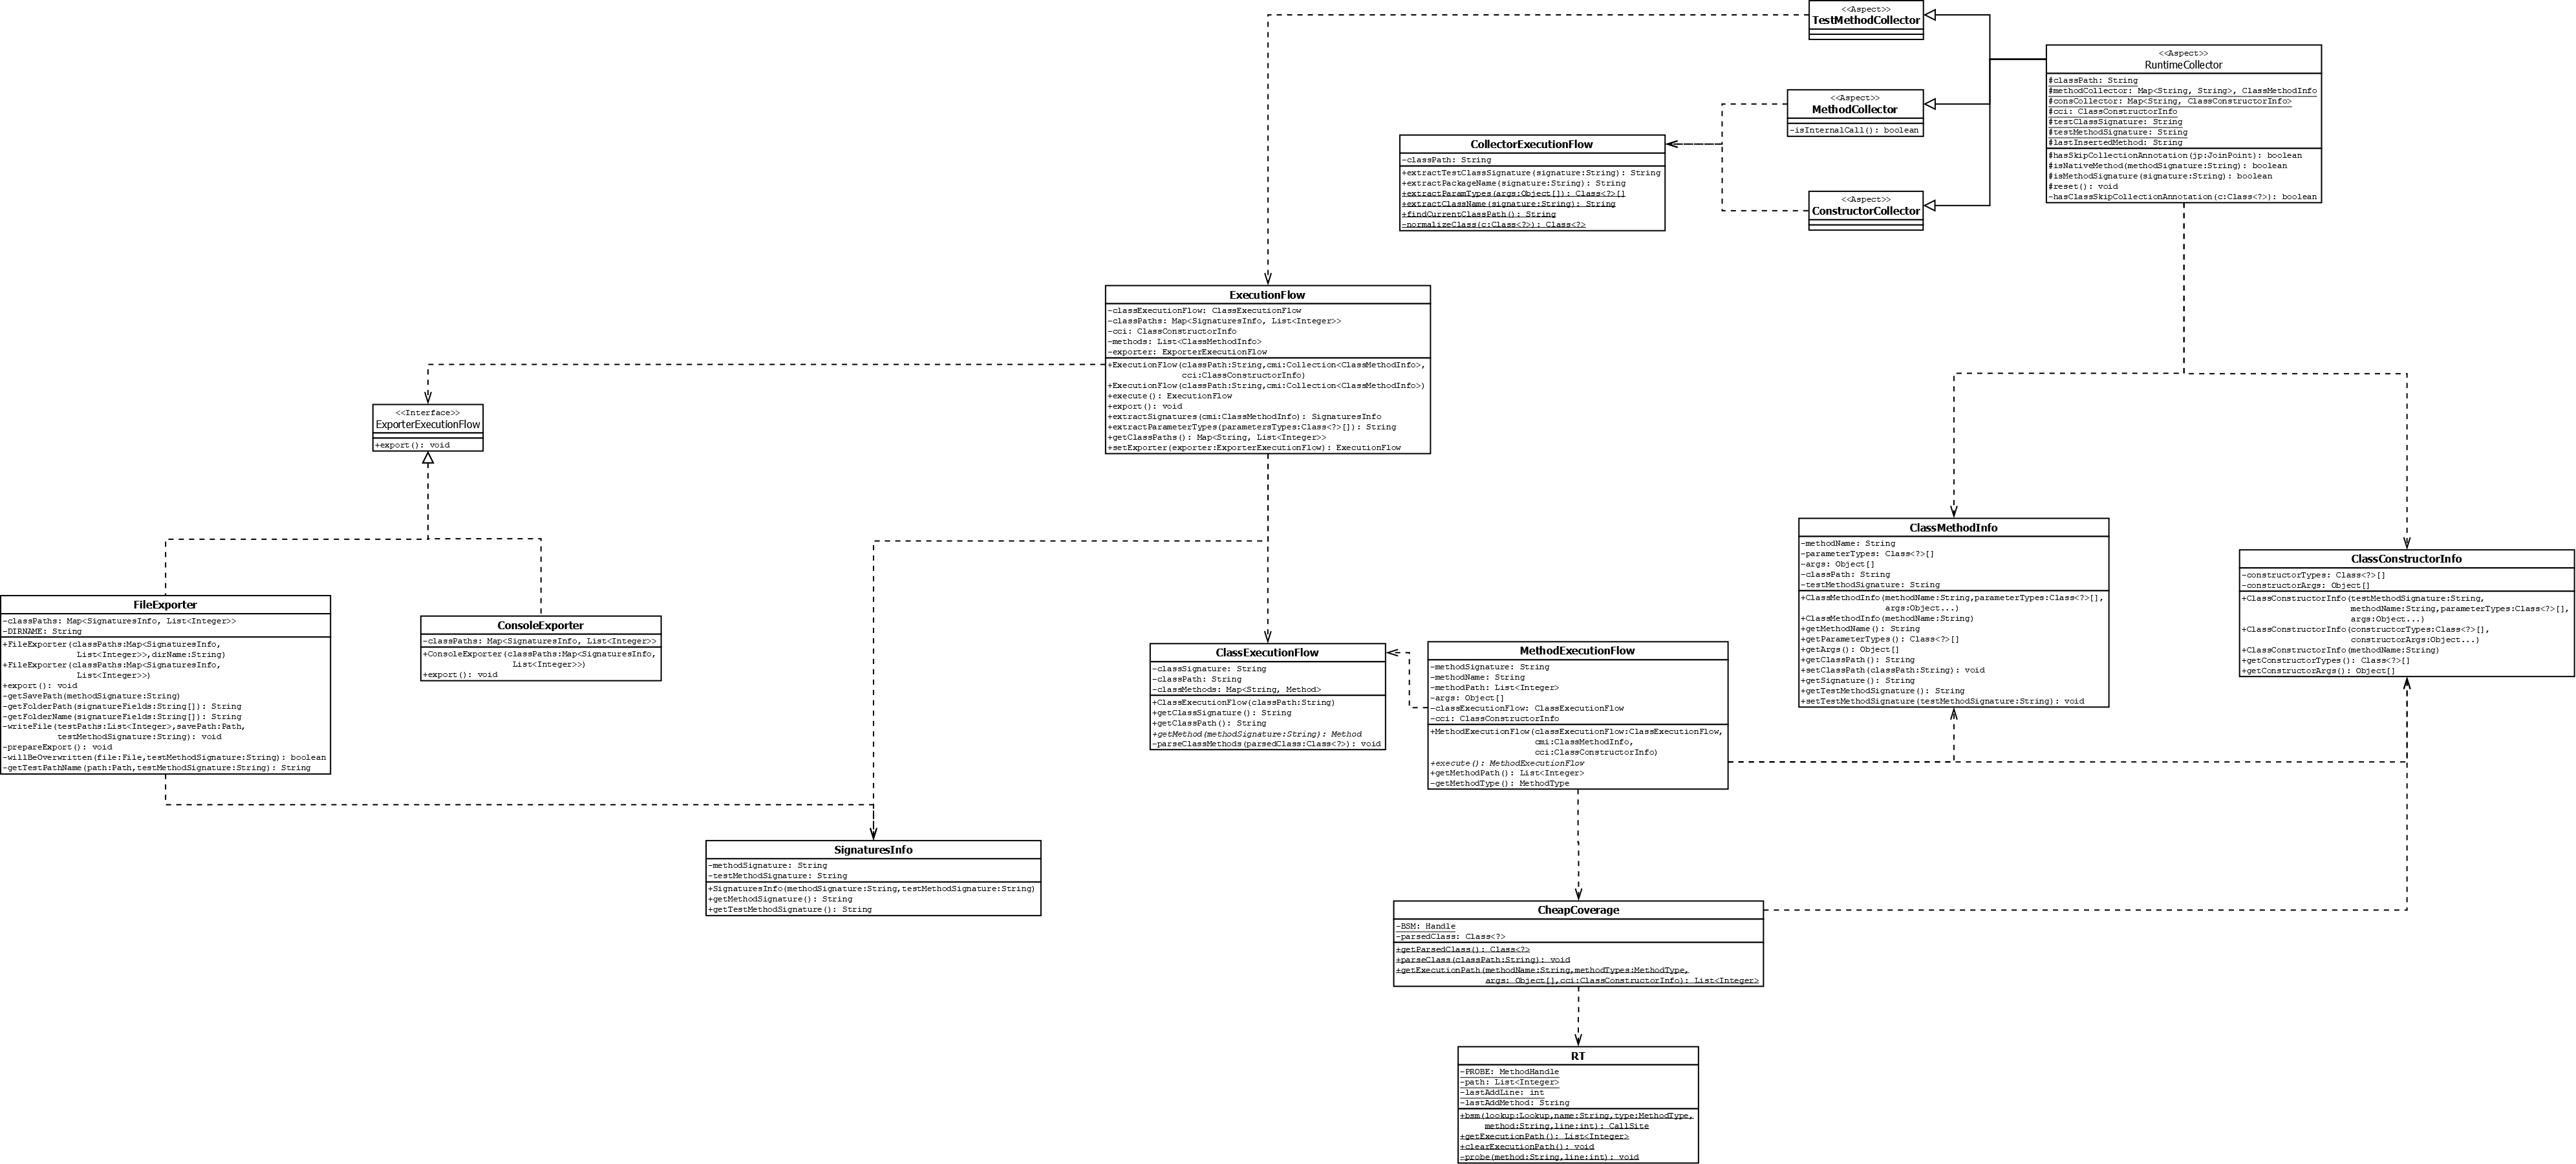 <<Aspect>>
TestMethodCollector
<<Aspect>>
RuntimeCollector
#classPath: String
#methodCollector: Map<String, String>, ClassMethodInfo
#consCollector: Map<String, ClassConstructorInfo>
#cci: ClassConstructorInfo
#testClassSignature: String
#testMethodSignature: String
#lastInsertedMethod: String
#hasSkipCollectionAnnotation(jp:JoinPoint): boolean
#isNativeMethod(methodSignature:String): boolean
#isMethodSignature(signature:String): boolean
#reset(): void
-hasClassSkipCollectionAnnotation(c:Class<?>): boolean
<<Aspect>>
MethodCollector
-isInternalCall(): boolean
CollectorExecutionFlow
-classPath: String
+extractTestClassSignature(signature:String): String
+extractPackageName(signature:String): String
+extractParamTypes(args:Object[]): Class<?>[]
+extractClassName(signature:String): String
+findCurrentClassPath(): String
-normalizeClass(c:Class<?>): Class<?>
<<Aspect>>
ConstructorCollector
ExecutionFlow
-classExecutionFlow: ClassExecutionFlow
-classPaths: Map<SignaturesInfo, List<Integer>>
-cci: ClassConstructorInfo
-methods: List<ClassMethodInfo>
-exporter: ExporterExecutionFlow
+ExecutionFlow(classPath:String,cmi:Collection<ClassMethodInfo>,
cci:ClassConstructorInfo)
+ExecutionFlow(classPath:String,cmi:Collection<ClassMethodInfo>)
+execute(): ExecutionFlow
+export(): void
+extractSignatures(cmi:ClassMethodInfo): SignaturesInfo
+extractParameterTypes(parametersTypes:Class<?>[]): String
+getClassPaths(): Map<String, List<Integer>>
+setExporter(exporter:ExporterExecutionFlow): ExecutionFlow
<<Interface>>
ExporterExecutionFlow
+export(): void
ClassMethodInfo
-methodName: String
-parameterTypes: Class<?>[]
-args: Object[]
-classPath: String
-testMethodSignature: String
+ClassMethodInfo(methodName:String,parameterTypes:Class<?>[],
args:Object...)
+ClassMethodInfo(methodName:String)
+getMethodName(): String
+getParameterTypes(): Class<?>[]
+getArgs(): Object[]
+getClassPath(): String
+setClassPath(classPath:String): void
+getSignature(): String
+getTestMethodSignature(): String
+setTestMethodSignature(testMethodSignature:String): void
ClassConstructorInfo
-constructorTypes: Class<?>[]
-constructorArgs: Object[]
+ClassConstructorInfo(testMethodSignature:String,
methodName:String,parameterTypes:Class<?>[],
args:Object...)
+ClassConstructorInfo(constructorTypes:Class<?>[],
constructorArgs:Object...)
+ClassConstructorInfo(methodName:String)
+getConstructorTypes(): Class<?>[]
+getConstructorArgs(): Object[]
FileExporter
-classPaths: Map<SignaturesInfo, List<Integer>>
-DIRNAME: String
+FileExporter(classPaths:Map<SignaturesInfo,
List<Integer>>,dirName:String)
+FileExporter(classPaths:Map<SignaturesInfo,
List<Integer>>)
+export(): void
-getSavePath(methodSignature:String)
-getFolderPath(signatureFields:String[]): String
-getFolderName(signatureFields:String[]): String
-writeFile(testPaths:List<Integer>,savePath:Path,
testMethodSignature:String): void
-prepareExport(): void
-willBeOverwritten(file:File,testMethodSignature:String): boolean
-getTestPathName(path:Path,testMethodSignature:String): String
ConsoleExporter
-classPaths: Map<SignaturesInfo, List<Integer>>
+ConsoleExporter(classPaths:Map<SignaturesInfo,
List<Integer>>)
+export(): void
ClassExecutionFlow
-classSignature: String
-classPath: String
-classMethods: Map<String, Method>
+ClassExecutionFlow(classPath:String)
+getClassSignature(): String
+getClassPath(): String
+getMethod(methodSignature:String): Method
-parseClassMethods(parsedClass:Class<?>): void
MethodExecutionFlow
-methodSignature: String
-methodName: String
-methodPath: List<Integer>
-args: Object[]
-classExecutionFlow: ClassExecutionFlow
-cci: ClassConstructorInfo
+MethodExecutionFlow(classExecutionFlow:ClassExecutionFlow,
cmi:ClassMethodInfo,
cci:ClassConstructorInfo)
+execute(): MethodExecutionFlow
+getMethodPath(): List<Integer>
-getMethodType(): MethodType
SignaturesInfo
-methodSignature: String
-testMethodSignature: String
+SignaturesInfo(methodSignature:String,testMethodSignature:String)
+getMethodSignature(): String
+getTestMethodSignature(): String
CheapCoverage
-BSM: Handle
-parsedClass: Class<?>
+getParsedClass(): Class<?>
+parseClass(classPath:String): void
+getExecutionPath(methodName:String,methodTypes:MethodType,
args: Object[],cci:ClassConstructorInfo): List<Integer>
RT
-PROBE: MethodHandle
-path: List<Integer>
-lastAddLine: int
-lastAddMethod: String
+bsm(lookup:Lookup,name:String,type:MethodType,
method:String,line:int): CallSite
+getExecutionPath(): List<Integer>
+clearExecutionPath(): void
-probe(method:String,line:int): void